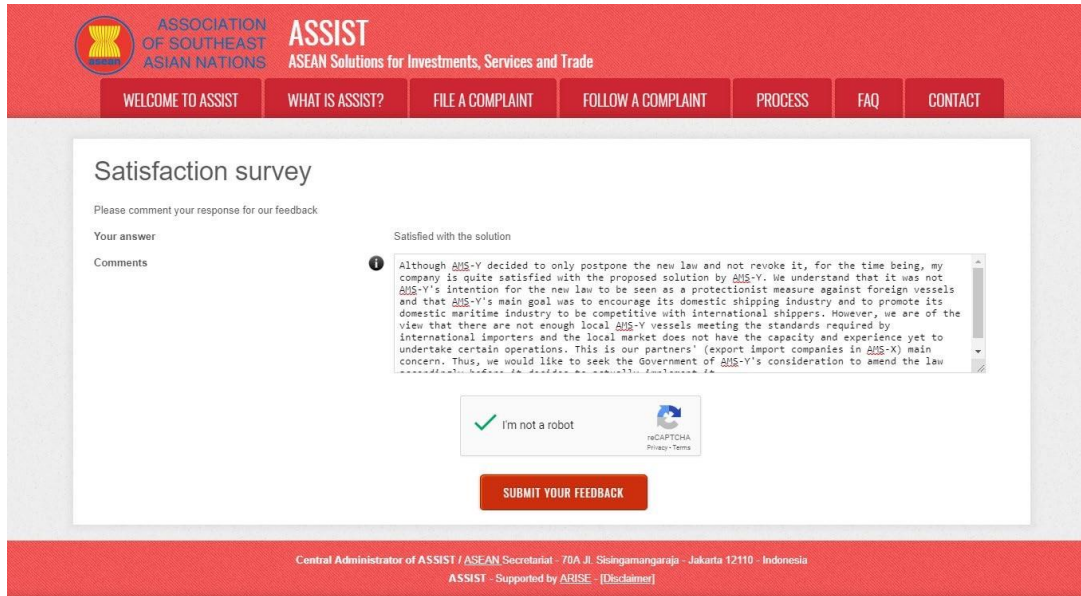 ASSOCIATION
OF SOUTHEAST
ASIAN NATIONS
asean
ASSIST
ASEAN Solutions for Investments, Services and Trade
WELCOME TO ASSIST WHAT IS ASSIST? FILE A COMPLAINT FOLLOW A COMPLAINT PROCESS FAQ CONTACT
Satisfaction survey
Please comment your response for our feedback
Your answer Satisfied with the solution
Comments
Although AMS-Y decided to only postpone the new law and not revoke it, for the time being, my
company is quite satisfied with the proposed solution by AMS-Y. We understand that it was not
AMS-Y's intention for the new law to be seen as a protectionist measure against foreign vessels
and that AMS-Y's main goal was to encourage its domestic shipping industry and to promote its
domestic maritime industry to be competitive with international shippers. However, we are of the
view that there are not enough local AMS-Y vessels meeting the standards required by
international importers and the local market does not have the capacity and experience yet to
undertake certain operations. This is our partners' (export import companies in AMS-X) main
concern. Thus, we would like to seek the Government of AMS-Y's consideration to amend the law
accordingly before it decides to actually implement it
I'm not a robot
reCAPTCHA
Privacy - Terms
SUBMIT YOUR FEEDBACK
Central Administrator of ASSIST / ASEAN Secretariat - 70A Jl. Sisingamangaraja - Jakarta 12110 - Indonesia
ASSIST - Supported by ARISE - [Disclaimer]